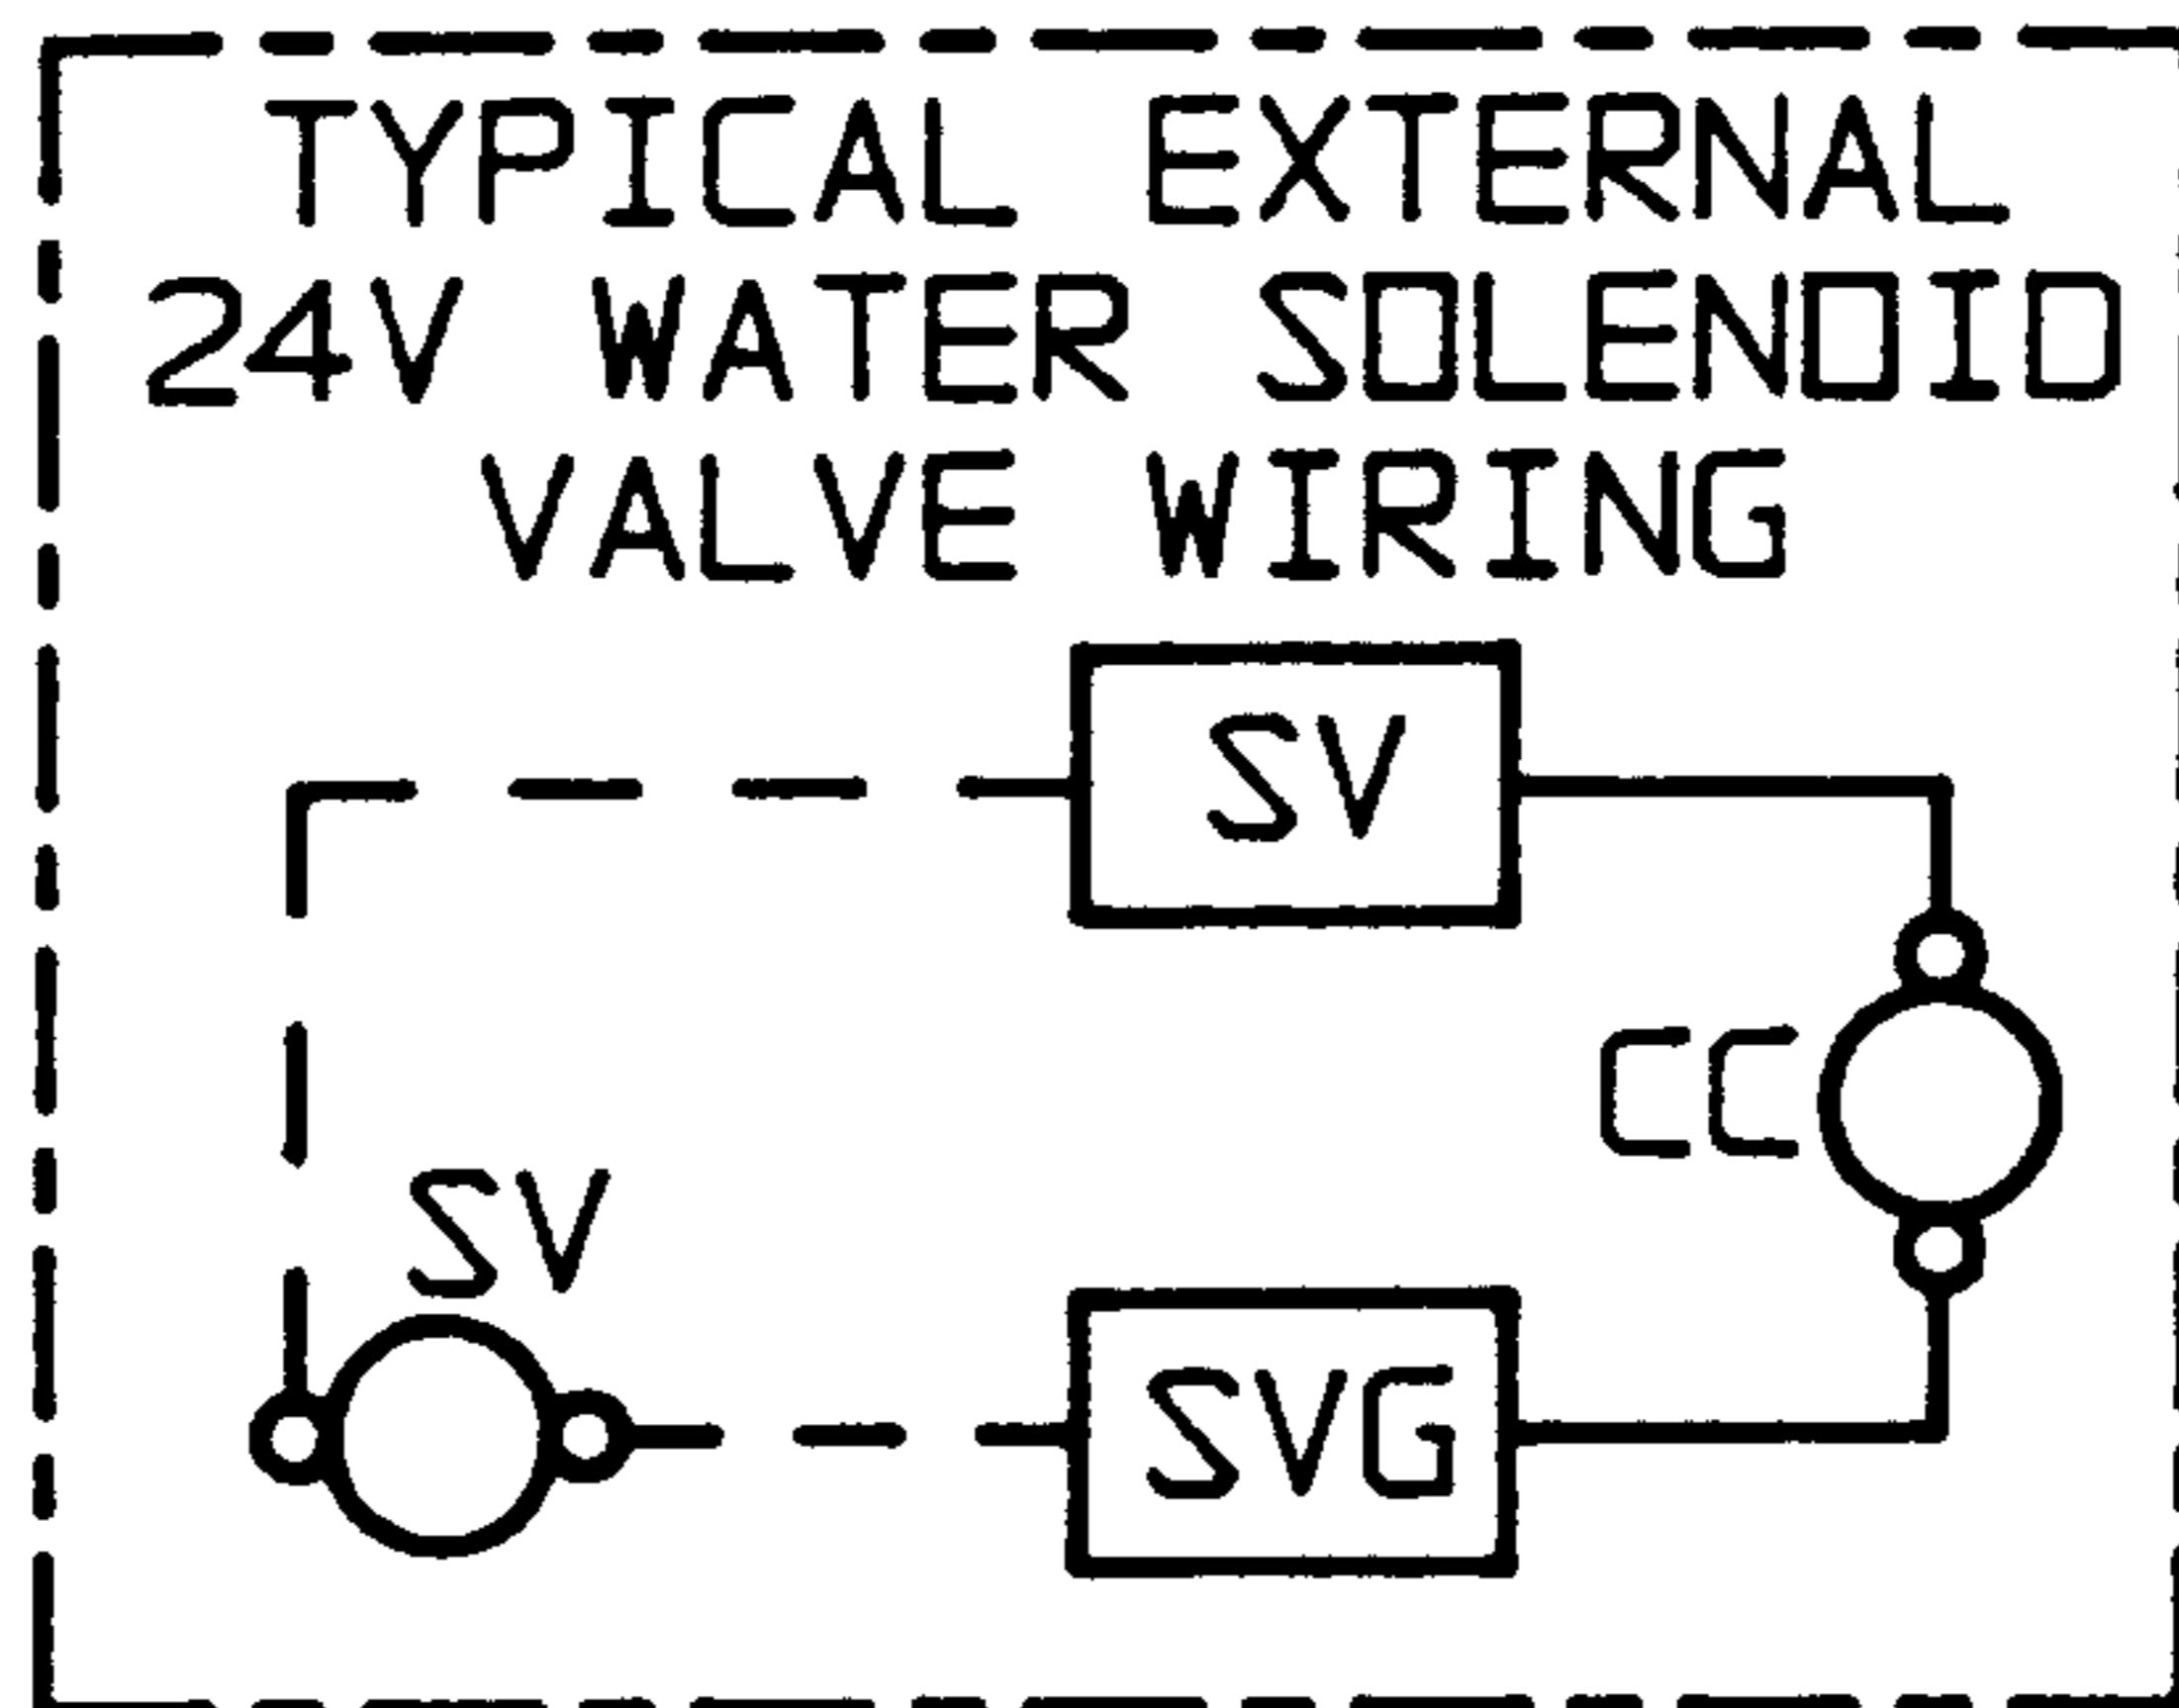 TYPICAL EXTERNAL
24V WATER SOLENOID
VALVE WIRING
SV
CC
SV
SVG